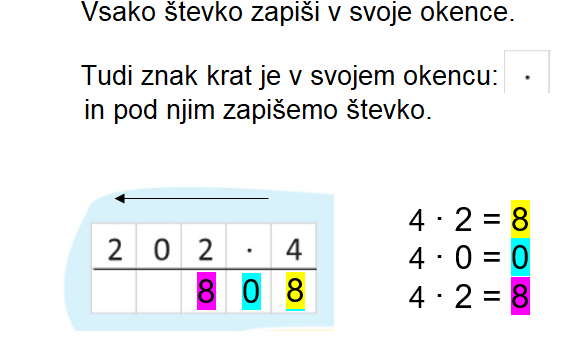 Vsako števko zapiši v svoje okence.
Tudi znak krat je v svojem okencu: ·
in pod njim zapišemo števko.
2 0 2 · 4
8 0 8
4 · 2 = 8
4 · 0 = 0
4 · 2 = 8